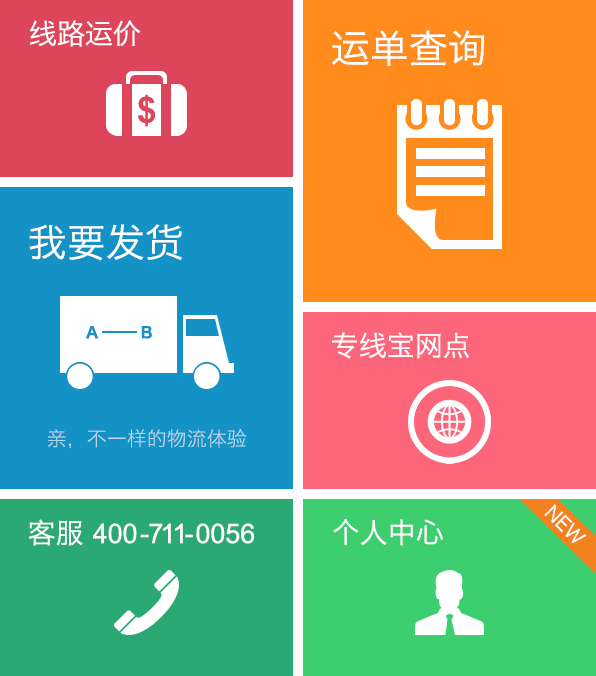 线路运价
$
运单查询
我要发货
A — B
亲，不一样的物流体验
专线宝网点
客服 400-711-0056
个人中心
NEW